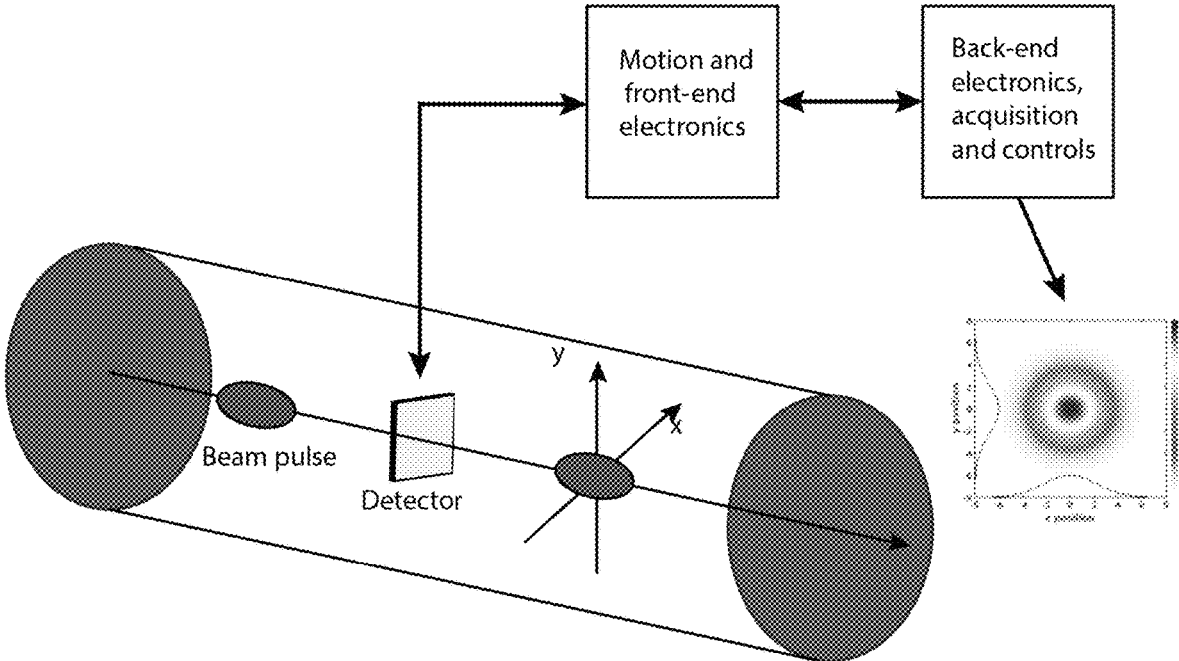 Motion and
front-end
electronics
Back-end
electronics,
acquisition
and controls
y
x
Beam pulse
Detector